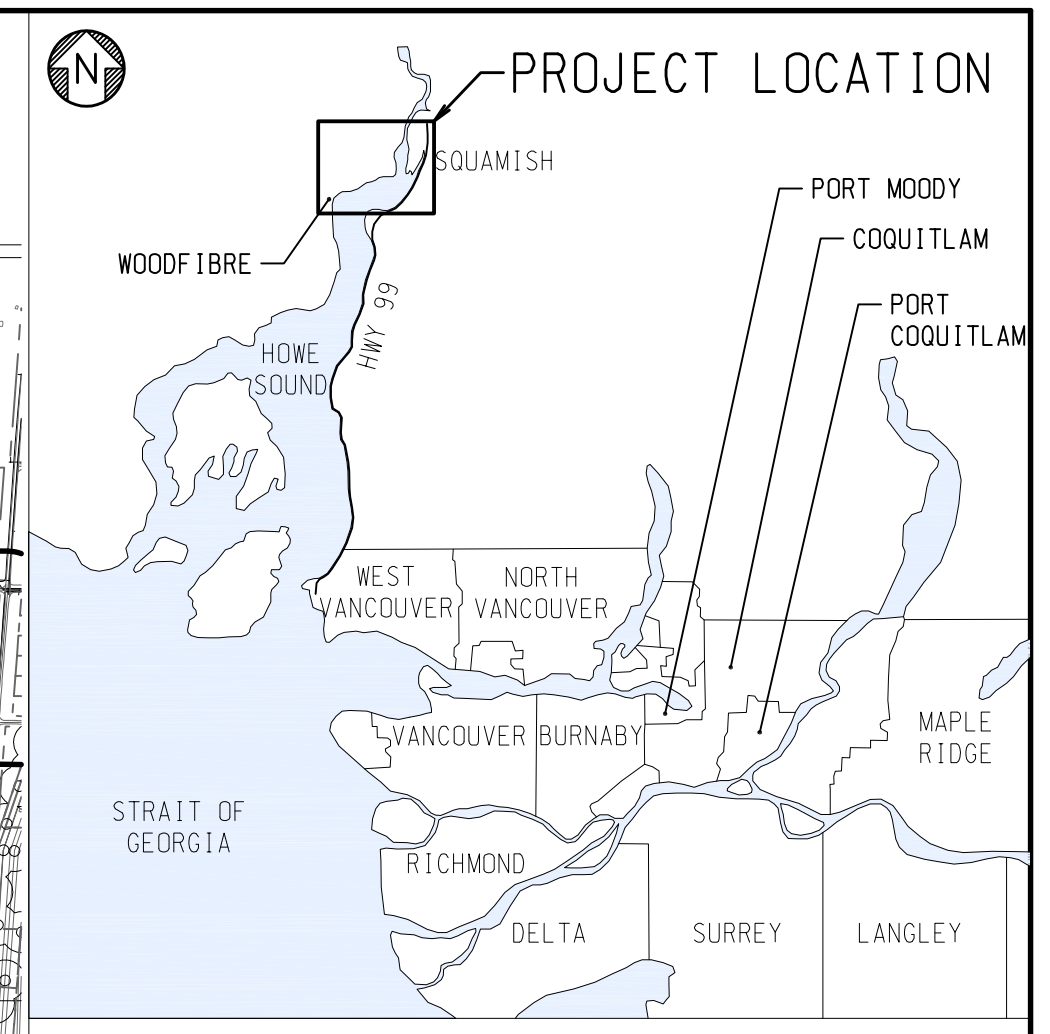 N
PROJECT LOCATION
SQUAMISH
PORT MOODY
COQUITLAM
WOODFIBRE
HWY 99
PORT
COQUITLAM
HOWE
SOUND
WEST
VANCOUVER
NORTH
VANCOUVER
VANCOUVER
BURNABY
MAPLE
RIDGE
STRAIT OF
GEORGIA
RICHMOND
DELTA
SURREY
LANGLEY